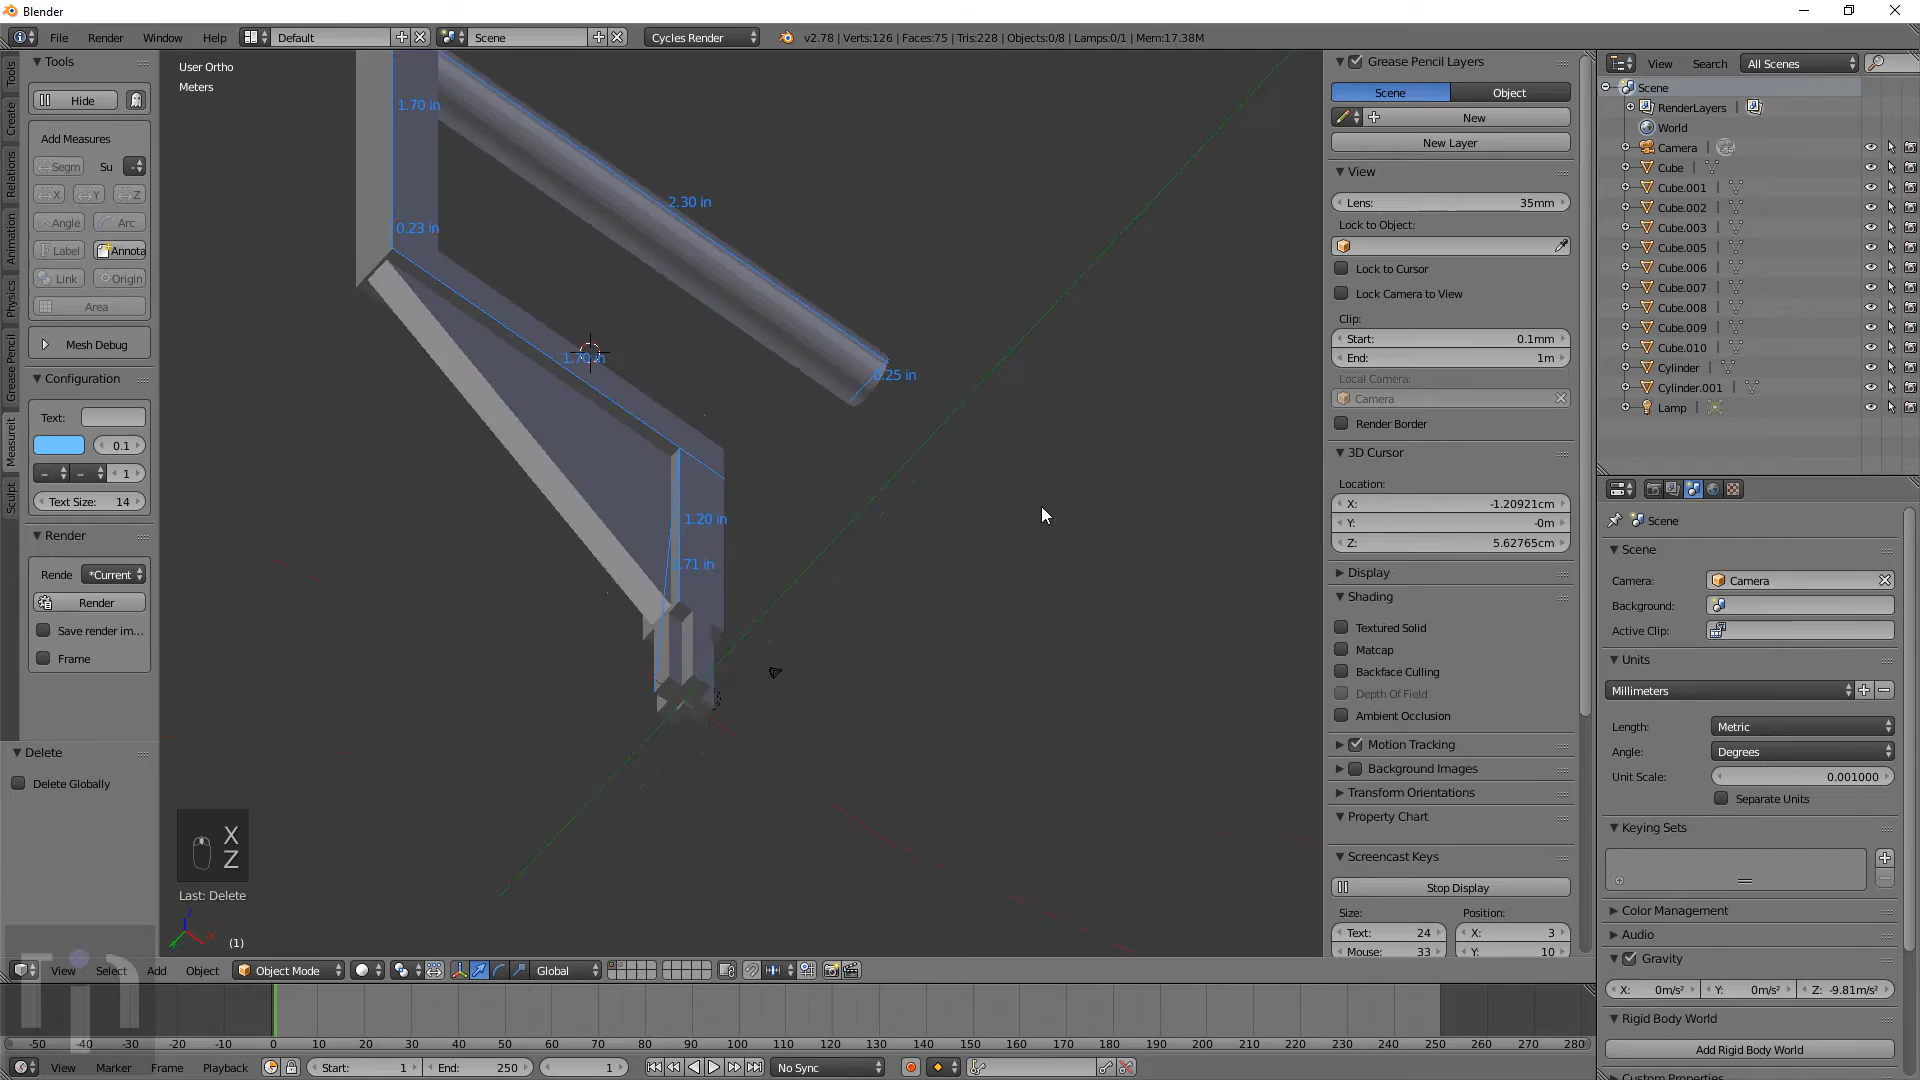 Blender
File Render Window Help Default Scene Cycles Render v2.78 | Verts:126 | Faces:75 | Tris:228 | Objects:0/8 | Lamps:0/1 | Mem:17.38M
Tools
Hide
Add Measures
Segm Su
X Y Z
Angle Arc
Label Annota
Link Origin
Area
Mesh Debug
Configuration
Text:
0.1
1
Text Size: 14
Render
Rende *Current
Render
Save render im...
Frame
Delete
Delete Globally
Tools
Create
Relations
Animation
Physics
Grease Pencil
Measureit
Sculpt
User Ortho
Meters
1.70 in
2.30 in
0.23 in
1.70 in
0.25 in
1.20 in
.71 in
X
Z
Last: Delete
(1)
Grease Pencil Layers
Scene Object
New
New Layer
View
Lens: 35mm
Lock to Object:
Lock to Cursor
Lock Camera to View
Clip:
Start: 0.1mm
End: 1m
Local Camera:
Camera
Render Border
3D Cursor
Location:
X: -1.20921cm
Y: -0m
Z: 5.62765cm
Display
Shading
Textured Solid
Matcap
Backface Culling
Depth Of Field
Ambient Occlusion
Motion Tracking
Background Images
Transform Orientations
Property Chart
Screencast Keys
Stop Display
Size: Position:
Text: 24 X: 3
Mouse: 33 Y: 10
View Search All Scenes
Scene
RenderLayers
World
Camera
Cube
Cube.001
Cube.002
Cube.003
Cube.005
Cube.006
Cube.007
Cube.008
Cube.009
Cube.010
Cylinder
Cylinder.001
Lamp
Scene
Scene
Camera: Camera
Background:
Active Clip:
Units
Millimeters
Length: Metric
Angle: Degrees
Unit Scale: 0.001000
Separate Units
Keying Sets
Color Management
Audio
Gravity
X: 0m/s² Y: 0m/s² Z: -9.81m/s²
Rigid Body World
Add Rigid Body World
Custom Properties
View Select Add Object Object Mode Global
-50 -40 -30 -20 -10 0 10 20 30 40 50 60 70 80 90 100 110 120 130 140 150 160 170 180 190 200 210 220 230 240 250 260 270 280
View Marker Frame Playback Start: 1 End: 250 1 No Sync